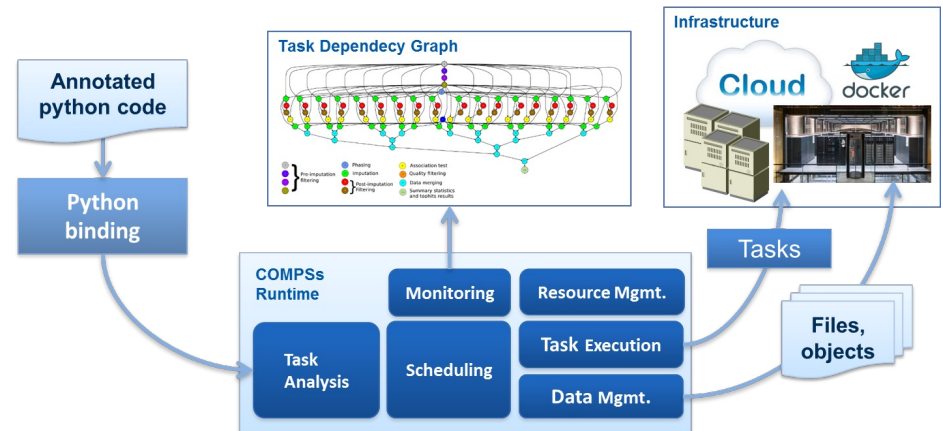 Annotated
python code
Python
binding
Task Dependecy Graph
Pre-imputation
filtering
Phasing
Imputation
Post-imputation
filtering
Association test
Quality filtering
Data merging
Summary statistics
and tophits results
Infrastructure
Cloud
docker
Tasks
Files,
objects
COMPSs
Runtime
Task
Analysis
Monitoring
Scheduling
Resource Mgmt.
Task Execution
Data Mgmt.